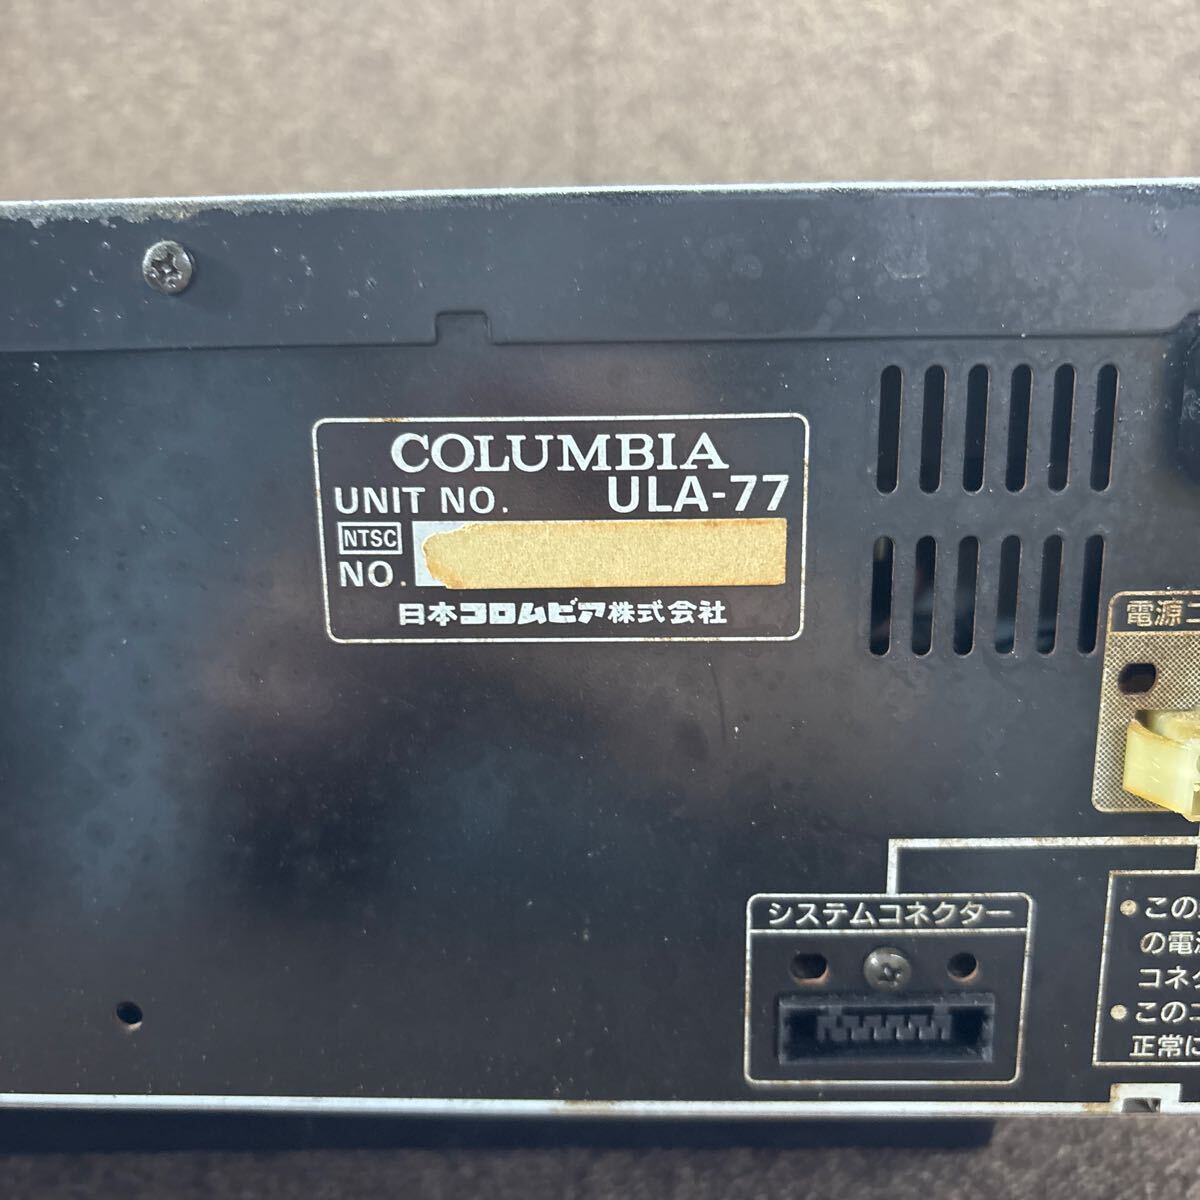 COLUMBIA
UNIT NO. ULA-77
NTSC
NO.
日本コロムビア株式会社
電源コ
システムコネクター
●この
の電源
コネク
●このコ
正常に